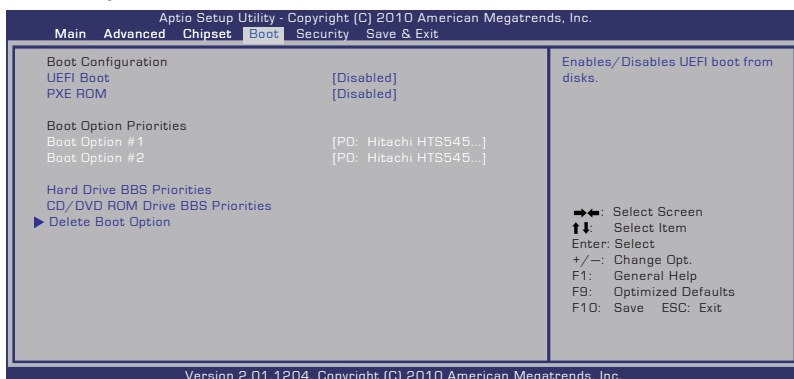 Aptio Setup Utility - Copyright (C) 2010 American Megatrends, Inc.
Main Advanced Chipset Boot Security Save & Exit
Boot Configuration
UEFI Boot [Disabled]
PXE ROM [Disabled]
Boot Option Priorities
Boot Option #1 [P0: Hitachi HTS545...]
Boot Option #2 [P0: Hitachi HTS545...]
Hard Drive BBS Priorities
CD/DVD ROM Drive BBS Priorities
Delete Boot Option
Enables/Disables UEFI boot from
disks.
→←: Select Screen
↑↓: Select Item
Enter: Select
+/—: Change Opt.
F1: General Help
F9: Optimized Defaults
F10: Save ESC: Exit
Version 2.01.1204. Copyright (C) 2010 American Megatrends, Inc.